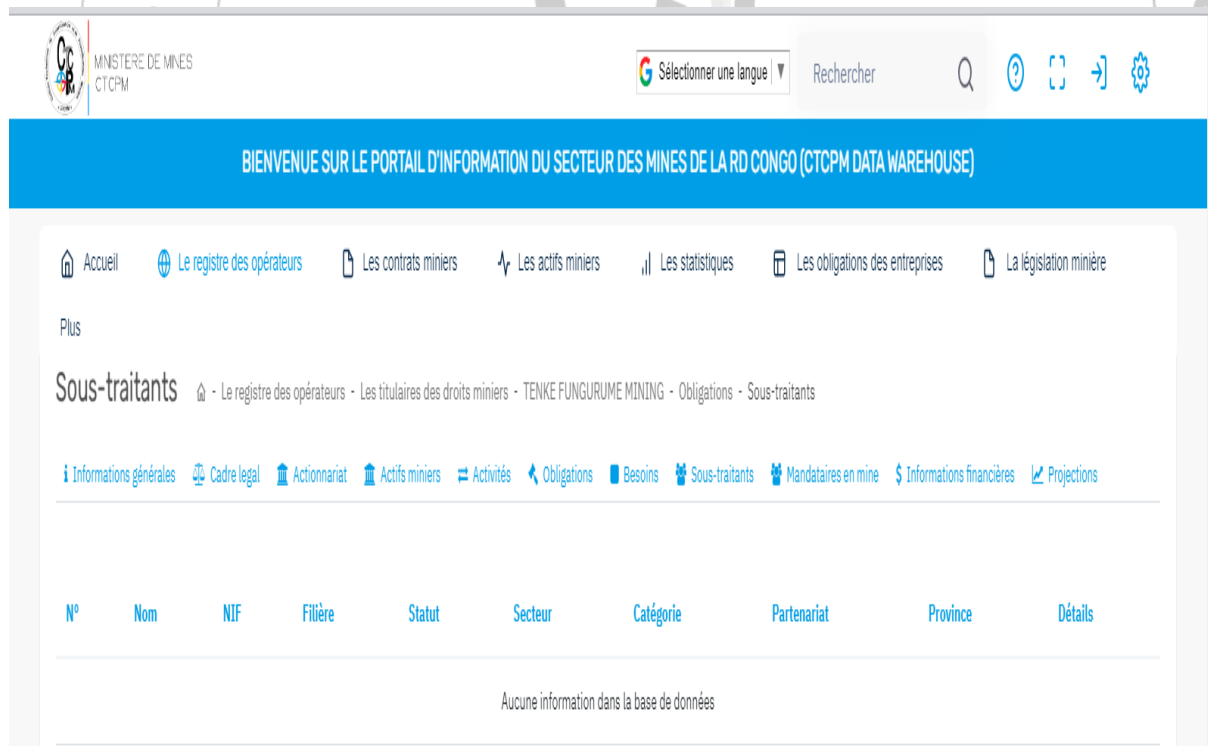 MINISTERE DE MINES
CTCPM
Sélectionner une langue ▼
Rechercher
BIENVENUE SUR LE PORTAIL D'INFORMATION DU SECTEUR DES MINES DE LA RD CONGO (CTCPM DATA WAREHOUSE)
Accueil Le registre des opérateurs Les contrats miniers Les actifs miniers Les statistiques Les obligations des entreprises La législation minière
Plus
Sous-traitants - Le registre des opérateurs - Les titulaires des droits miniers - TENKE FUNGURUME MINING - Obligations - Sous-traitants
Informations générales Cadre legal Actionnariat Actifs miniers Activités Obligations Besoins Sous-traitants Mandataires en mine Informations financières Projections
N° Nom NIF Filière Statut Secteur Catégorie Partenariat Province Détails
Aucune information dans la base de données